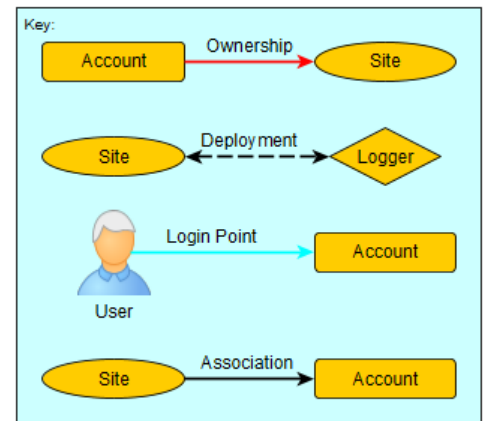 Key:
Ownership
Account
Site
Deployment
Site
Logger
Login Point
Account
User
Association
Site
Account